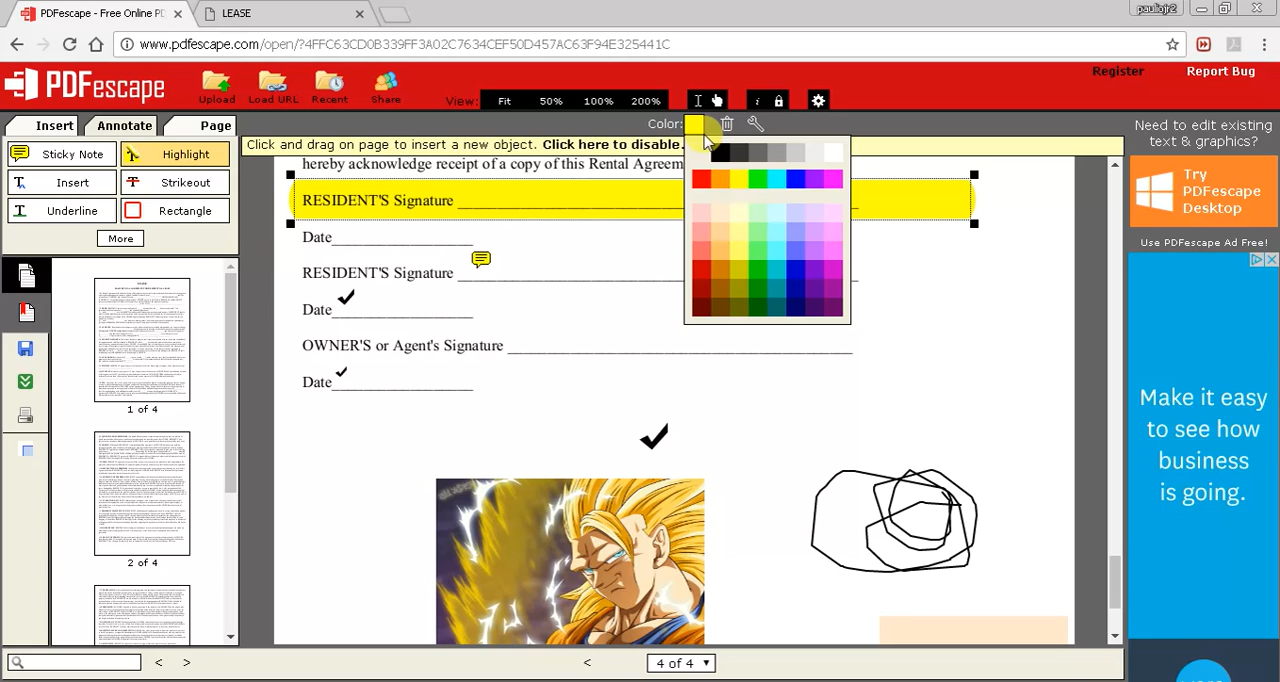 PDFescape - Free Online P
LEASE
paulojr2
www.pdfescape.com/open/?4FFC63CD0B339FF3A02C7634CEF50D457AC63F94E325441C
PDFescape
Upload
Load URL
Recent
Share
View:
Fit
50%
100%
200%
Register
Report Bug
Insert
Annotate
Page
Color:
Click and drag on page to insert a new object. Click here to disable.
Sticky Note
Highlight
Insert
Strikeout
Underline
Rectangle
More
1 of 4
2 of 4
hereby acknowledge receipt of a copy of this Rental Agreem
RESIDENT'S Signature
Date
RESIDENT'S Signature
Date
OWNER'S or Agent's Signature
Date
4 of 4
Need to edit existing
text & graphics?
Try
PDFescape
Desktop
Use PDFescape Ad Free!
Make it easy
to see how
business
is going.